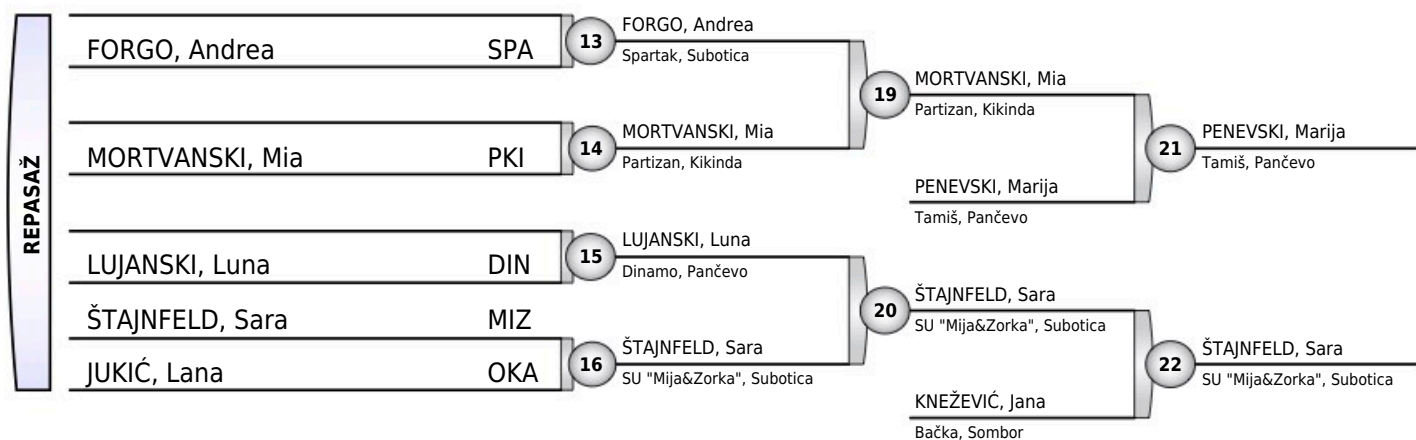 REPASAŽ
FORGO, Andrea SPA
MORTVANSKI, Mia PKI
LUJANSKI, Luna DIN
ŠTAJNFELD, Sara MIZ
JUKIĆ, Lana OKA
13
FORGO, Andrea
Spartak, Subotica
14
MORTVANSKI, Mia
Partizan, Kikinda
15
LUJANSKI, Luna
Dinamo, Pančevo
16
ŠTAJNFELD, Sara
SU "Mija&Zorka", Subotica
19
MORTVANSKI, Mia
Partizan, Kikinda
PENEVSKI, Marija
Tamiš, Pančevo
20
ŠTAJNFELD, Sara
SU "Mija&Zorka", Subotica
KNEŽEVIĆ, Jana
Bačka, Sombor
21
PENEVSKI, Marija
Tamiš, Pančevo
22
ŠTAJNFELD, Sara
SU "Mija&Zorka", Subotica